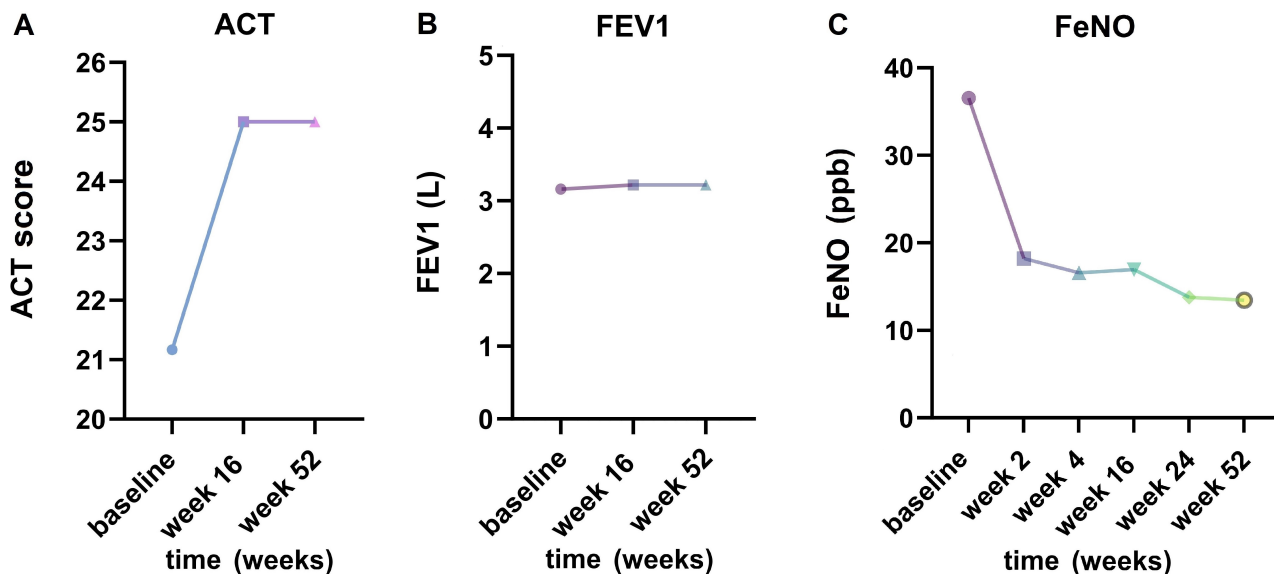 A
ACT
ACT score
26
25
24
23
22
21
20
baseline
week 16
week 52
time (weeks)
B
FEV1
FEV1 (L)
5
4
3
2
1
0
baseline
week 16
week 52
time (weeks)
C
FeNO
FeNO (ppb)
40
30
20
10
0
baseline
week 2
week 4
week 16
week 24
week 52
time (weeks)